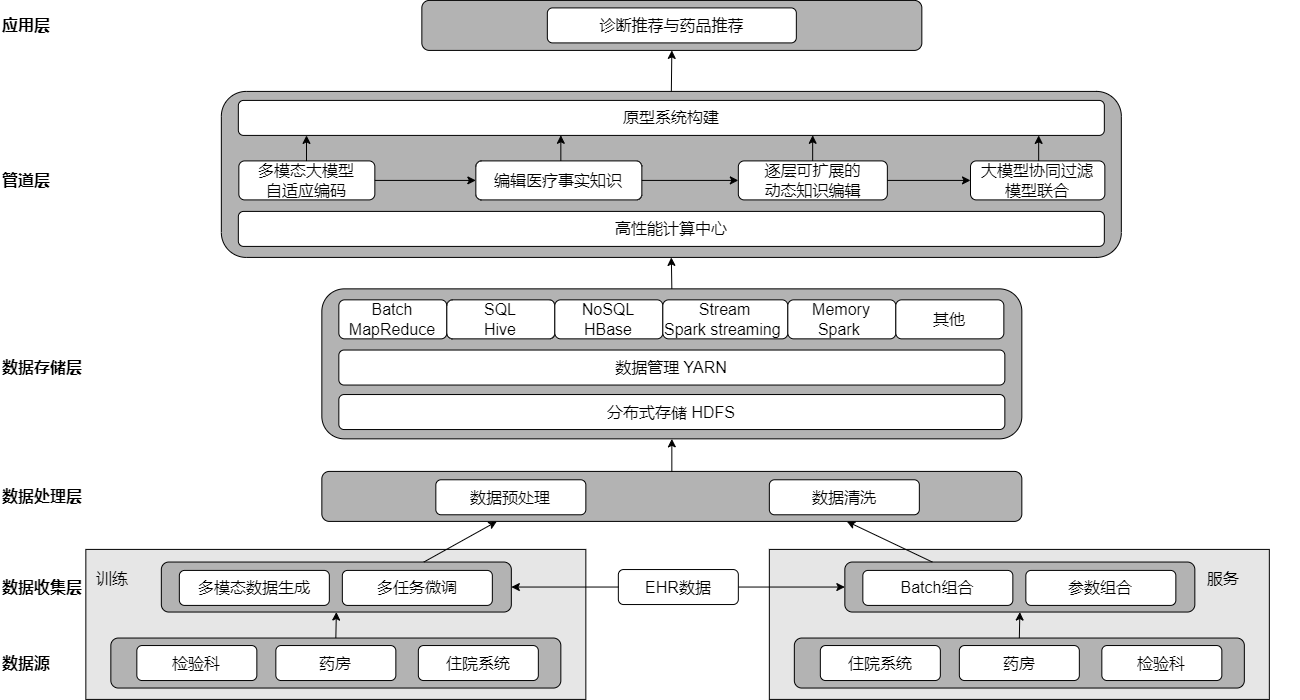 应用层
诊断推荐与药品推荐
原型系统构建
管道层
多模态大模型
自适应编码
编辑医疗事实知识
逐层可扩展的
动态知识编辑
大模型协同过滤
模型联合
高性能计算中心
Batch
MapReduce
SQL
Hive
NoSQL
HBase
Stream
Spark streaming
Memory
Spark
其他
数据存储层
数据管理 YARN
分布式存储 HDFS
数据处理层
数据预处理
数据清洗
数据收集层
训练
多模态数据生成
多任务微调
EHR数据
Batch组合
参数组合
服务
数据源
检验科
药房
住院系统
住院系统
药房
检验科